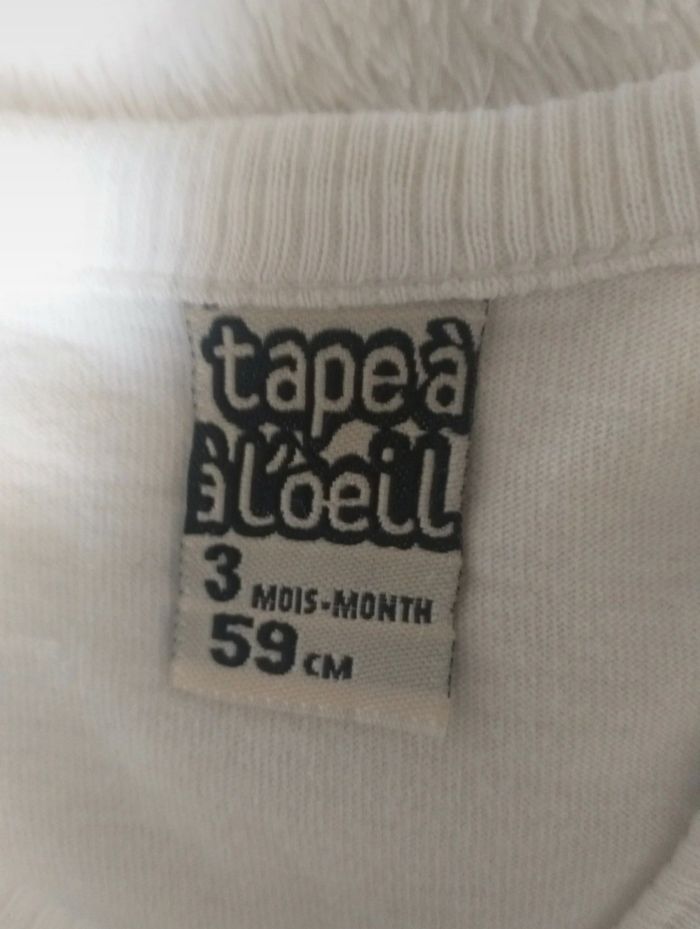 tape à
à l'oeil
3 MOIS-MONTH
59 CM